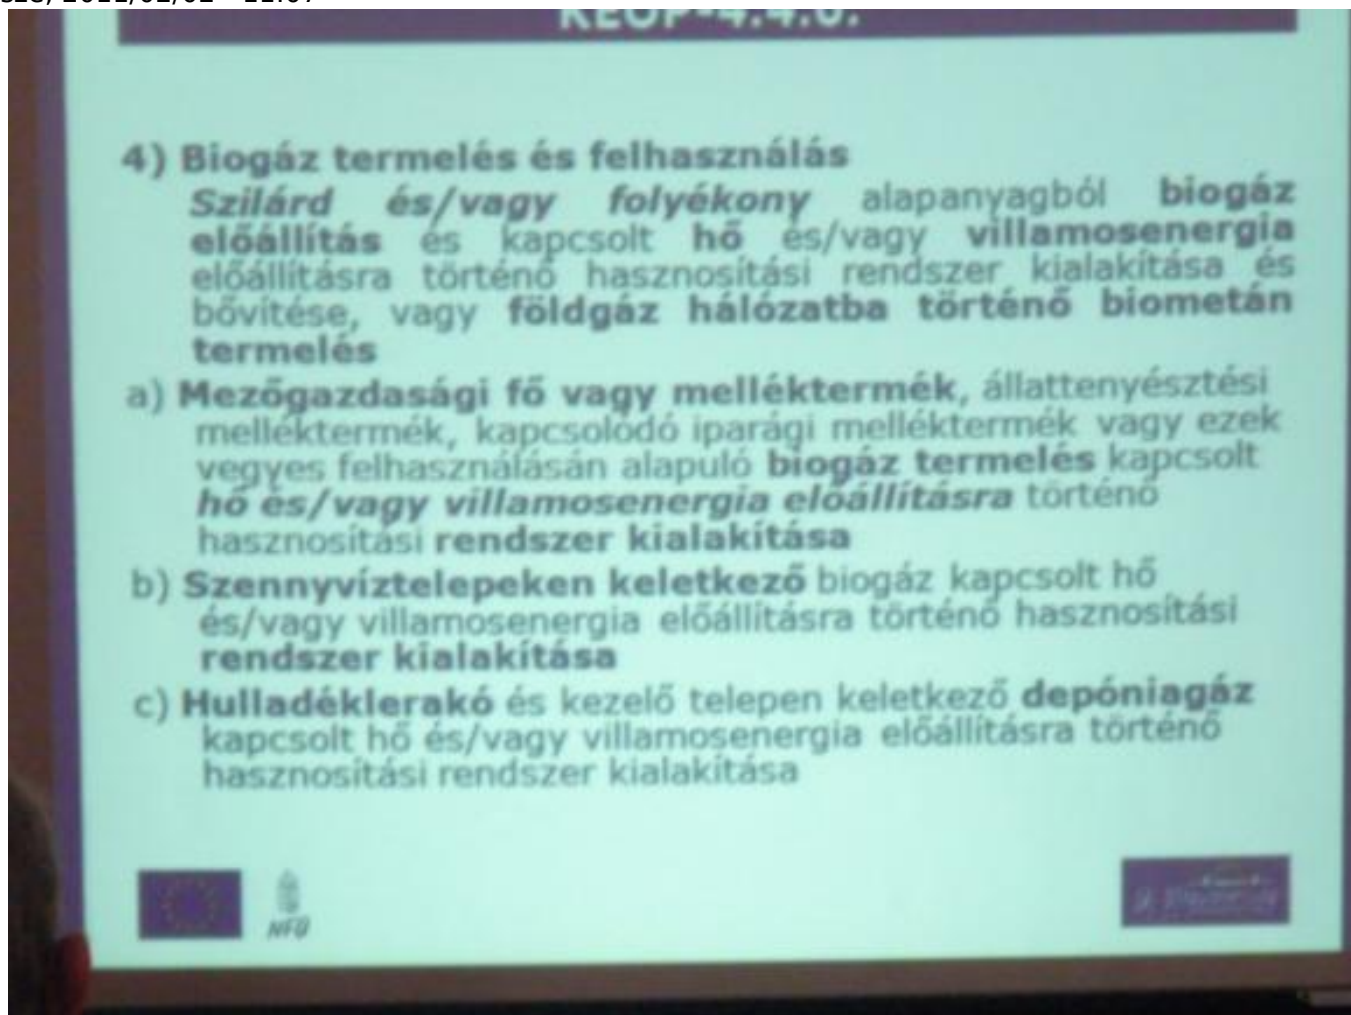 KEOP-4.4.0.
4) Biogáz termelés és felhasználás
Szilárd és/vagy folyékony alapanyagból biogáz
előállítás és kapcsolt hő és/vagy villamosenergia
előállításra történő hasznosítási rendszer kialakítása és
bővítése, vagy földgáz hálózatba történő biometán
termelés
a) Mezőgazdasági fő vagy melléktermék, állattenyésztési
melléktermék, kapcsolódó iparági melléktermék vagy ezek
vegyes felhasználásán alapuló biogáz termelés kapcsolt
hő és/vagy villamosenergia előállításra történő
hasznosítási rendszer kialakítása
b) Szennyvíztelepeken keletkező biogáz kapcsolt hő
és/vagy villamosenergia előállításra történő hasznosítási
rendszer kialakítása
c) Hulladéklerakó és kezelő telepen keletkező depóniagáz
kapcsolt hő és/vagy villamosenergia előállításra történő
hasznosítási rendszer kialakítása
NFÜ